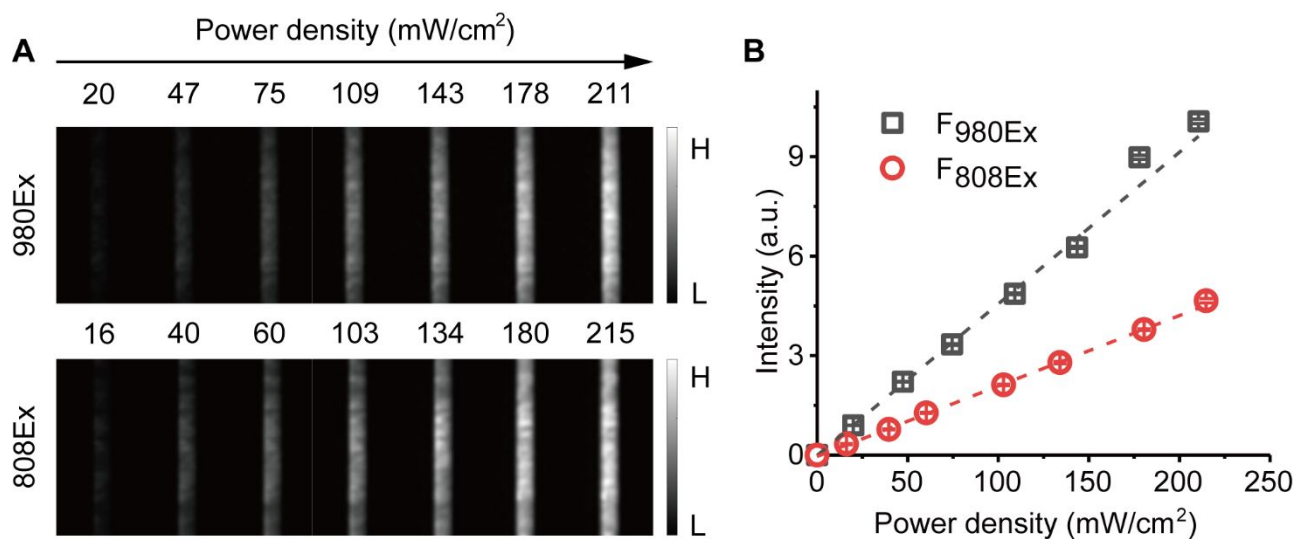 Power density (mW/cm²)
A
20 47 75 109 143 178 211
980Ex
H
L
16 40 60 103 134 180 215
808Ex
H
L
B
F980Ex
F808Ex
Intensity (a.u.)
9
6
3
0
0 50 100 150 200 250
Power density (mW/cm²)